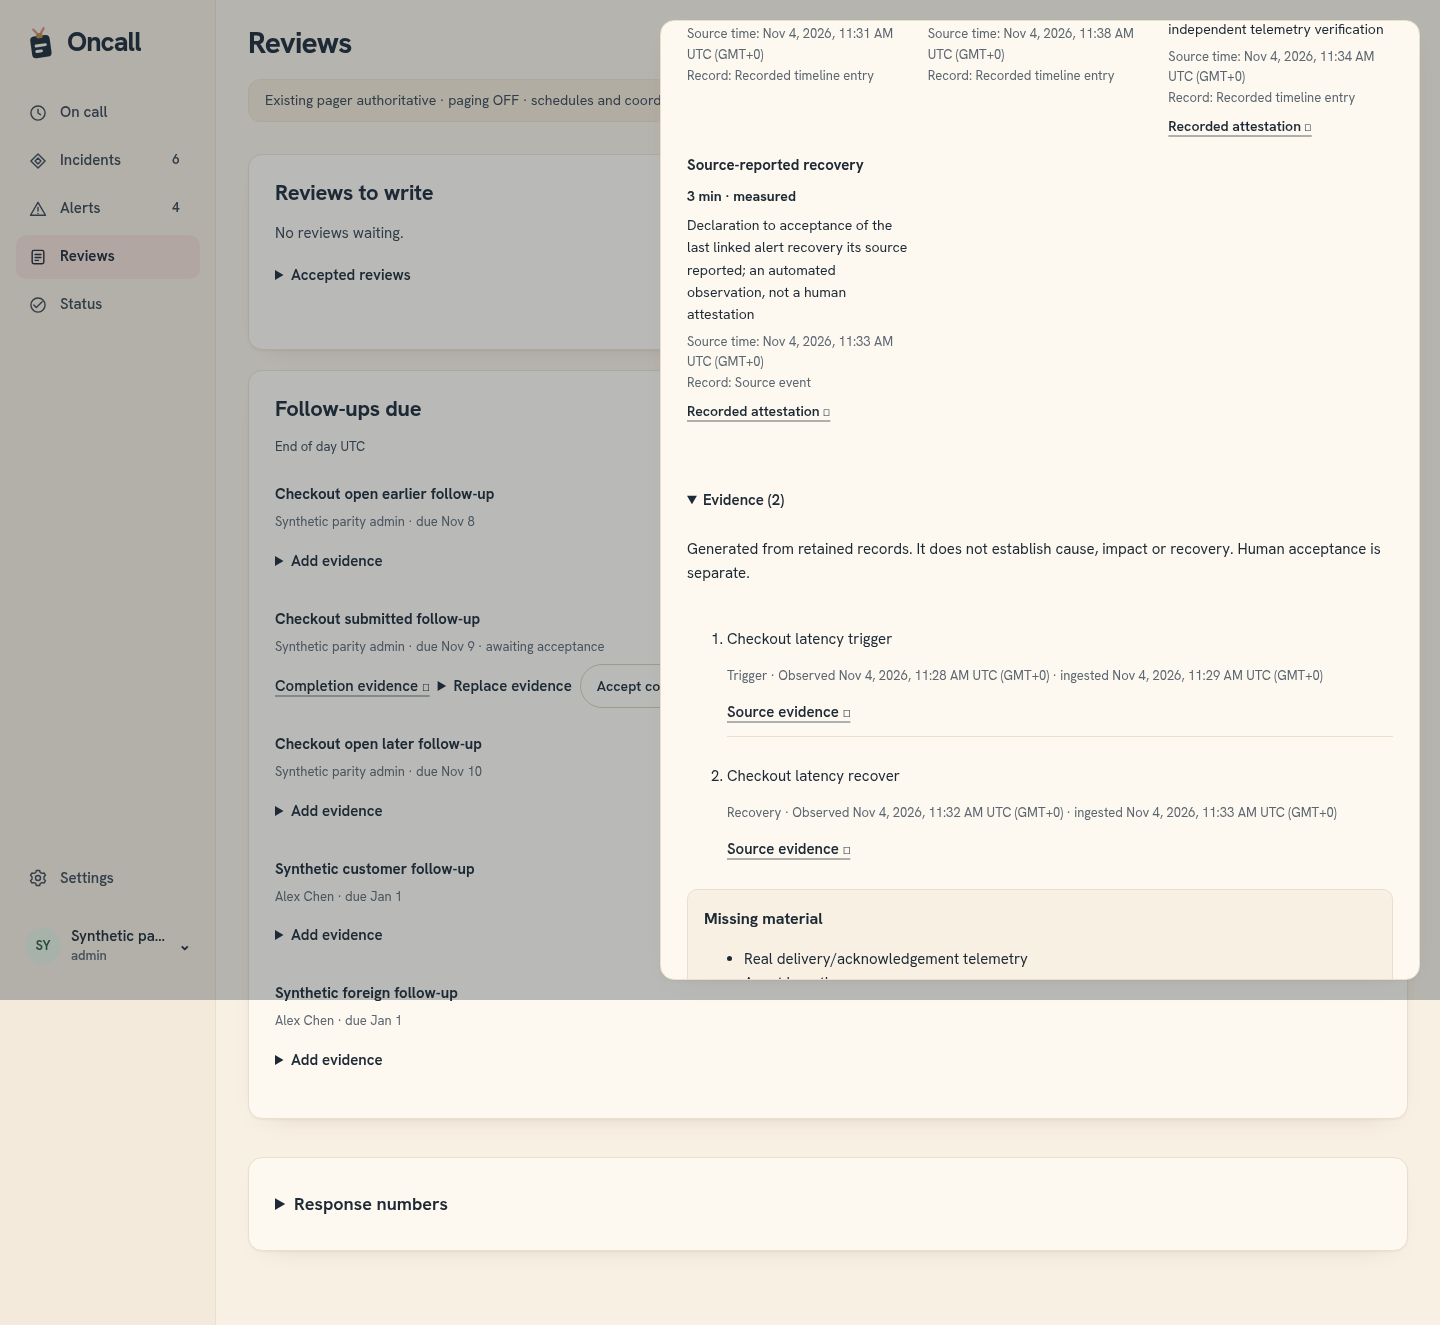 Oncall
On call
Incidents 6
Alerts 4
Reviews
Status
Settings
SY
Synthetic pa...
admin
Reviews
Existing pager authoritative · paging OFF · schedules and coord
Reviews to write
No reviews waiting.
Accepted reviews
Follow-ups due
End of day UTC
Checkout open earlier follow-up
Synthetic parity admin · due Nov 8
Add evidence
Checkout submitted follow-up
Synthetic parity admin · due Nov 9 · awaiting acceptance
Completion evidence Replace evidence Accept co
Checkout open later follow-up
Synthetic parity admin · due Nov 10
Add evidence
Synthetic customer follow-up
Alex Chen · due Jan 1
Add evidence
Synthetic foreign follow-up
Alex Chen · due Jan 1
Add evidence
Response numbers
Source time: Nov 4, 2026, 11:31 AM
UTC (GMT+0)
Record: Recorded timeline entry
Source time: Nov 4, 2026, 11:38 AM
UTC (GMT+0)
Record: Recorded timeline entry
independent telemetry verification
Source time: Nov 4, 2026, 11:34 AM
UTC (GMT+0)
Record: Recorded timeline entry
Recorded attestation
Source-reported recovery
3 min · measured
Declaration to acceptance of the
last linked alert recovery its source
reported; an automated
observation, not a human
attestation
Source time: Nov 4, 2026, 11:33 AM
UTC (GMT+0)
Record: Source event
Recorded attestation
Evidence (2)
Generated from retained records. It does not establish cause, impact or recovery. Human acceptance is
separate.
1. Checkout latency trigger
Trigger · Observed Nov 4, 2026, 11:28 AM UTC (GMT+0) · ingested Nov 4, 2026, 11:29 AM UTC (GMT+0)
Source evidence
2. Checkout latency recover
Recovery · Observed Nov 4, 2026, 11:32 AM UTC (GMT+0) · ingested Nov 4, 2026, 11:33 AM UTC (GMT+0)
Source evidence
Missing material
• Real delivery/acknowledgement telemetry